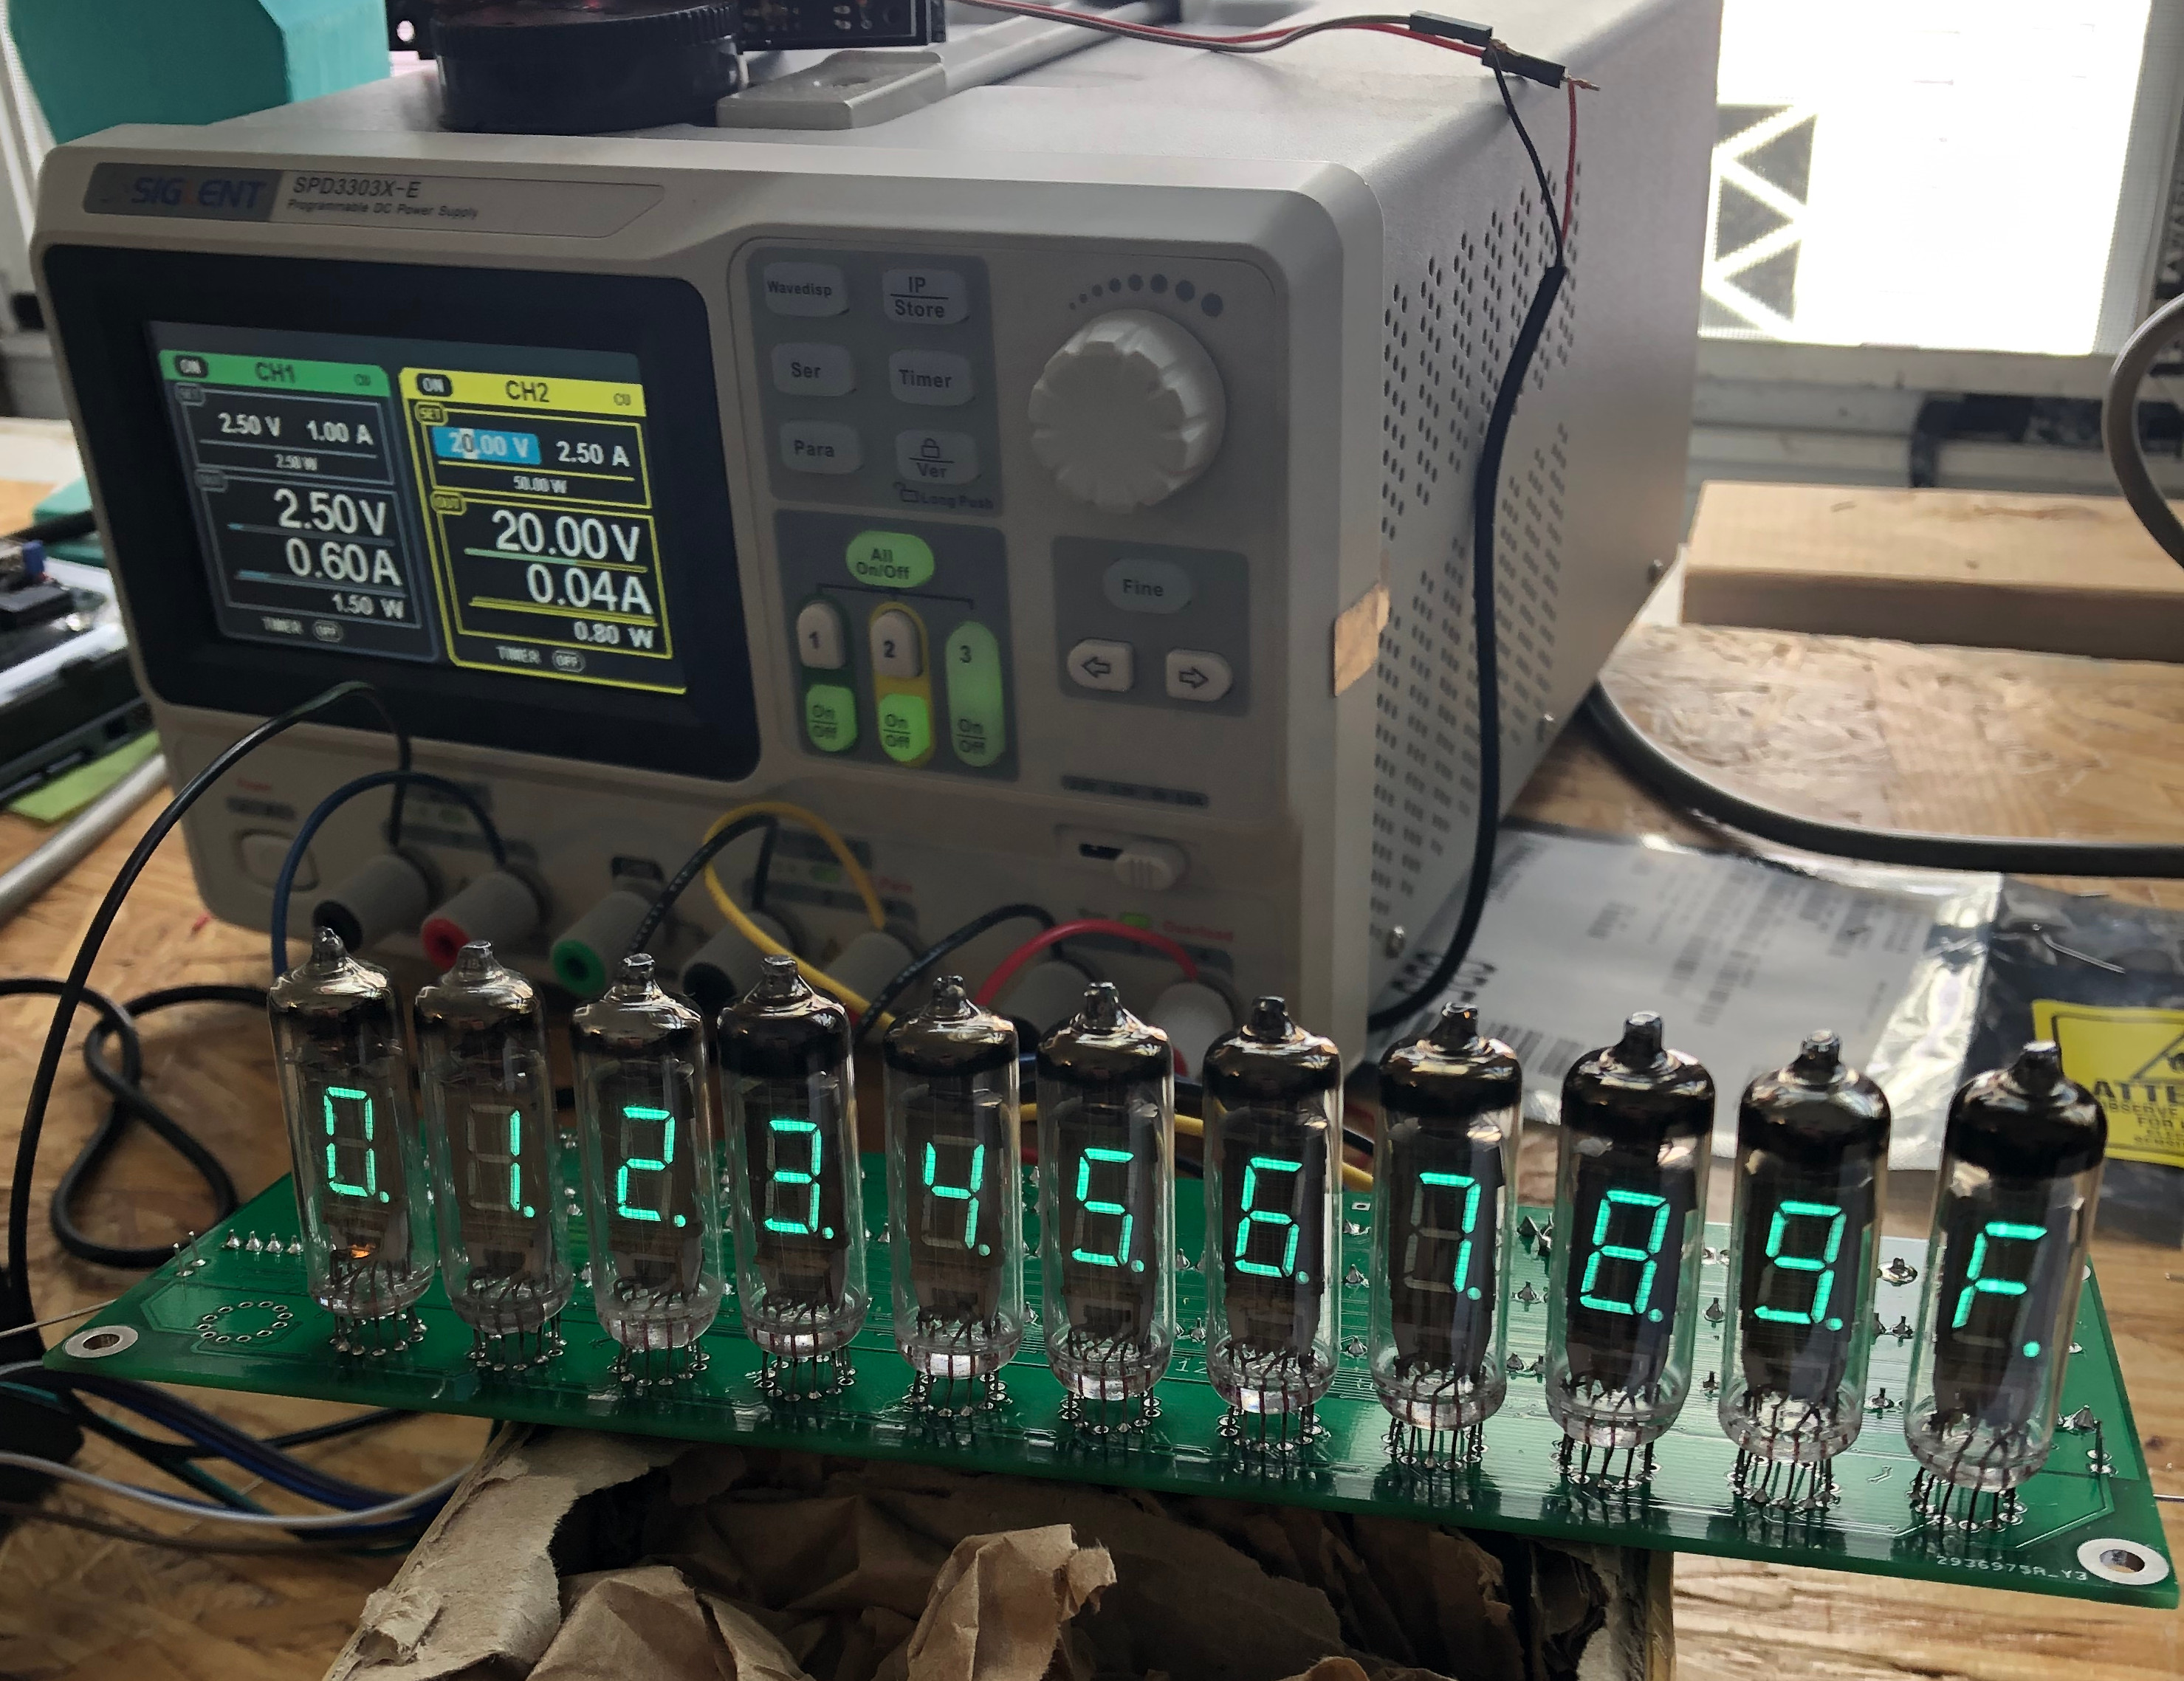 SIGLENT
SPD3303X-E
Programmable DC Power Supply
ON CH1
SET
2.50 V 1.00 A
2.50 W
2.50V
0.60A
1.50 W
TIMER OFF
ON CH2
SET
20.00 V 2.50 A
50.00 W
OUT
20.00V
0.04A
0.80 W
TIMER OFF
Wavedisp
IP
Store
Ser
Timer
Para
Ver
Long Push
All
On/Off
1
2
3
On
Off
On
Off
On
Off
Fine
Overload
ATTE
0.1.2.3.4.5.6.7.8.9.F.
2936975A_Y3